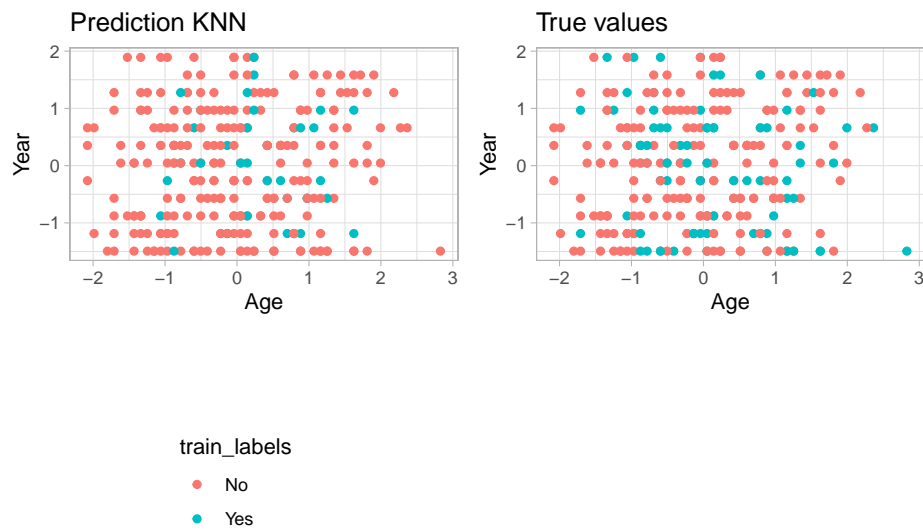 Prediction KNN
2
1
0
−1
−2
−1
0
1
2
3
Year
Age
True values
2
1
0
−1
−2
−1
0
1
2
3
Year
Age
train_labels
No
Yes